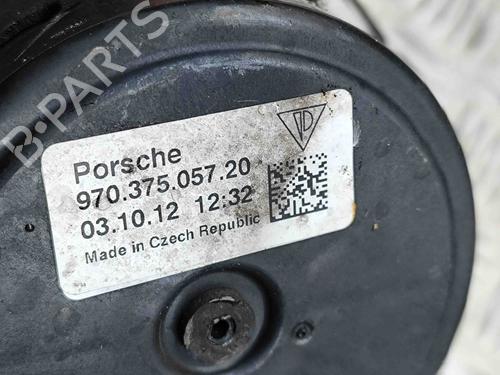 B-PARTS
Porsche
970.375.057.20
03.10.12 12:32
Made in Czech Republic